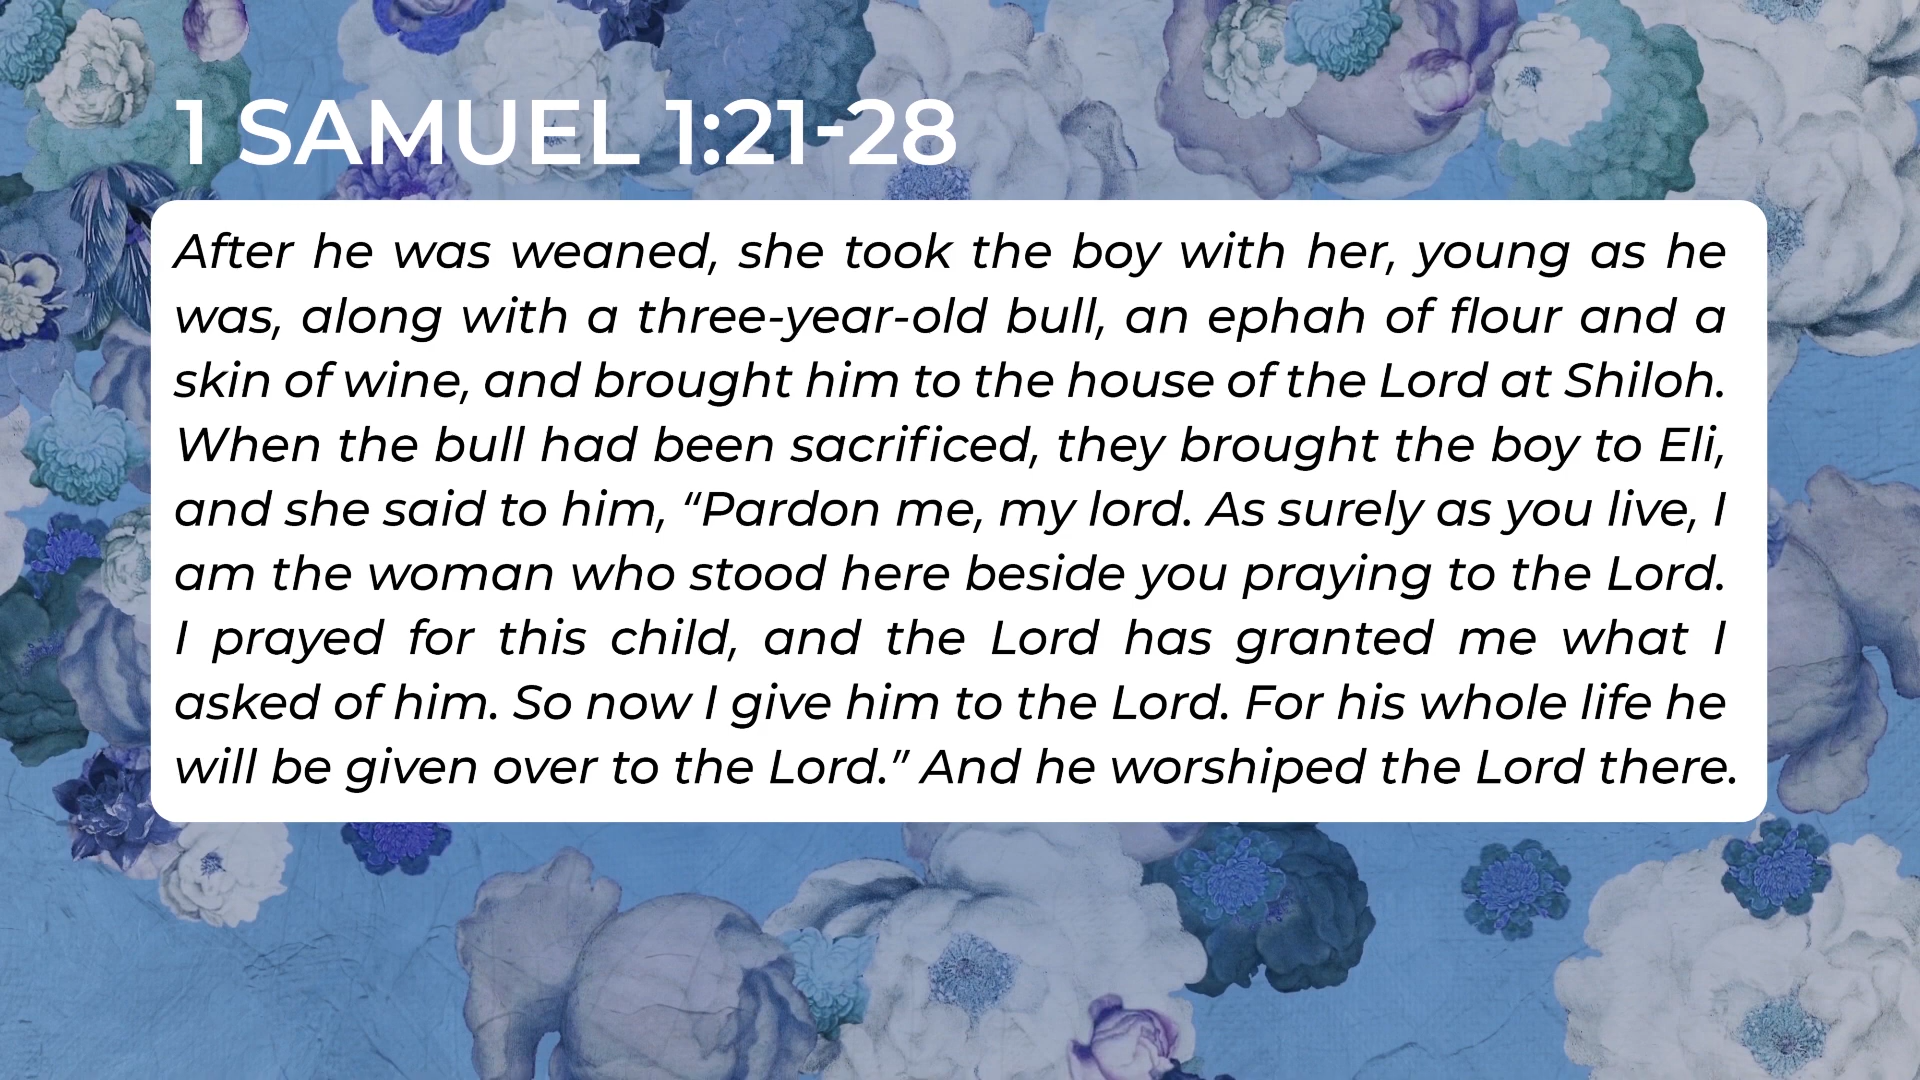 1 SAMUEL 1:21-28
After he was weaned, she took the boy with her, young as he
was, along with a three-year-old bull, an ephah of flour and a
skin of wine, and brought him to the house of the Lord at Shiloh.
When the bull had been sacrificed, they brought the boy to Eli,
and she said to him, “Pardon me, my lord. As surely as you live, I
am the woman who stood here beside you praying to the Lord.
I prayed for this child, and the Lord has granted me what I
asked of him. So now I give him to the Lord. For his whole life he
will be given over to the Lord.” And he worshiped the Lord there.